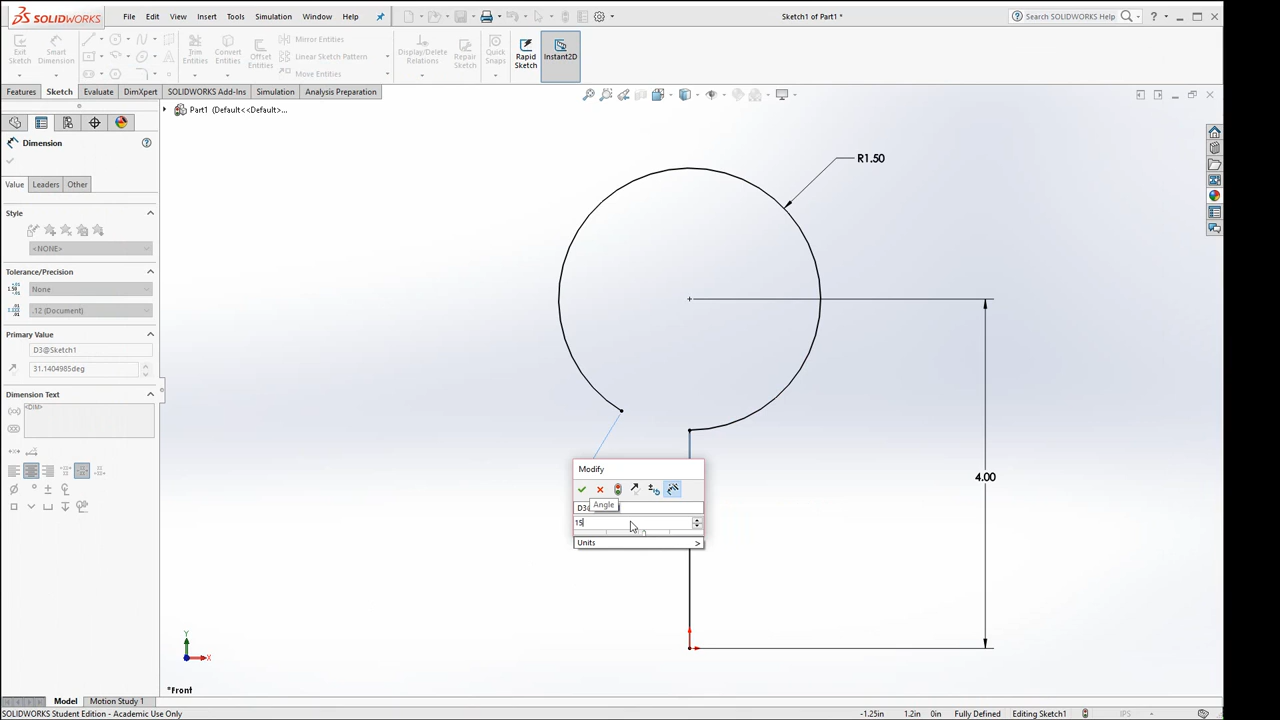 SOLIDWORKS File Edit View Insert Tools Simulation Window Help Sketch1 of Part1 * Search SOLIDWORKS Help ?
Exit Sketch Smart Dimension Trim Entities Convert Entities Offset Entities Mirror Entities Linear Sketch Pattern Move Entities Display/Delete Relations Repair Sketch Quick Snaps Rapid Sketch Instant2D
Features Sketch Evaluate DimXpert SOLIDWORKS Add-Ins Simulation Analysis Preparation
Part1 (Default<<Default>...
Dimension
Value Leaders Other
Style
<NONE>
Tolerance/Precision
None
.12 (Document)
Primary Value
D3@Sketch1
31.1404985deg
Dimension Text
<DIM>
R1.50
4.00
Modify
Angle
15
Units >
Y
X
*Front
Model Motion Study 1
SOLIDWORKS Student Edition - Academic Use Only -1.25in 1.2in 0in Fully Defined Editing Sketch1 IPS